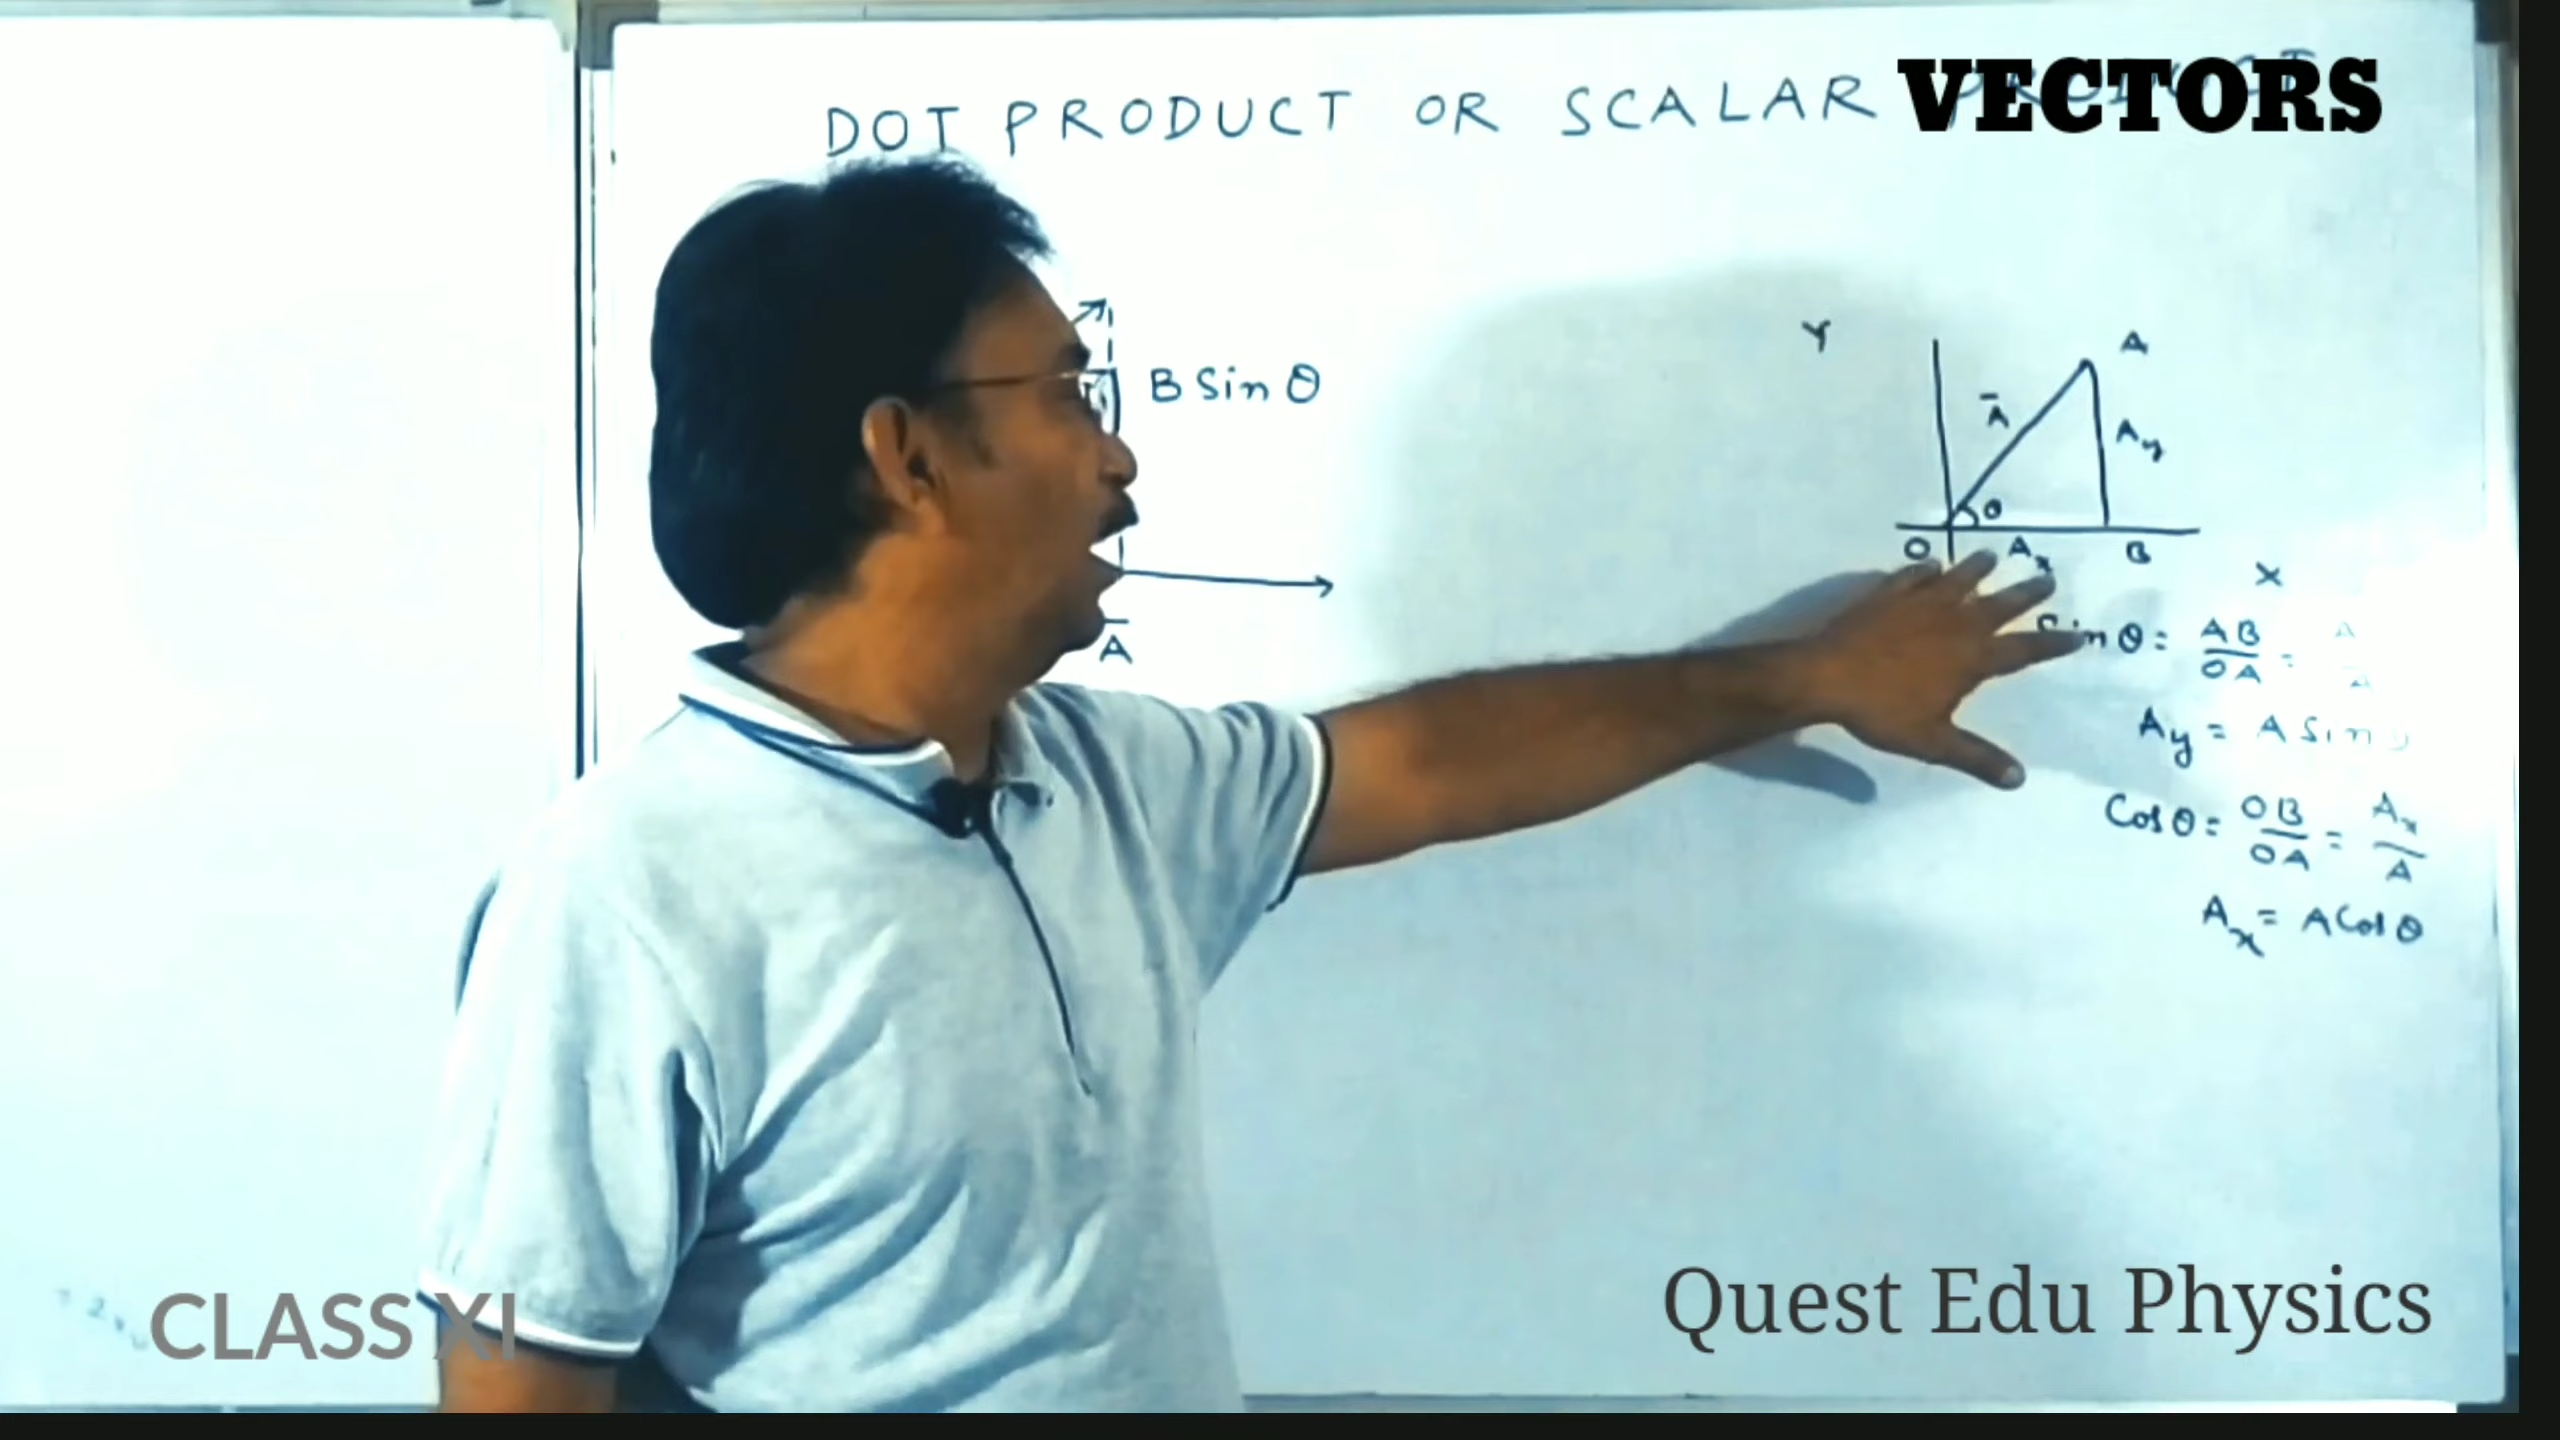 VECTORS
DOT PRODUCT OR SCALAR
B Sin θ
Ā
Y
A
Ā
Ay
θ
O
Ax
B
X
Sin θ = AB/OA =
Ay = A Sin
Cos θ = OB/OA = Ax/A
Ax = A Cos θ
CLASS XI
Quest Edu Physics